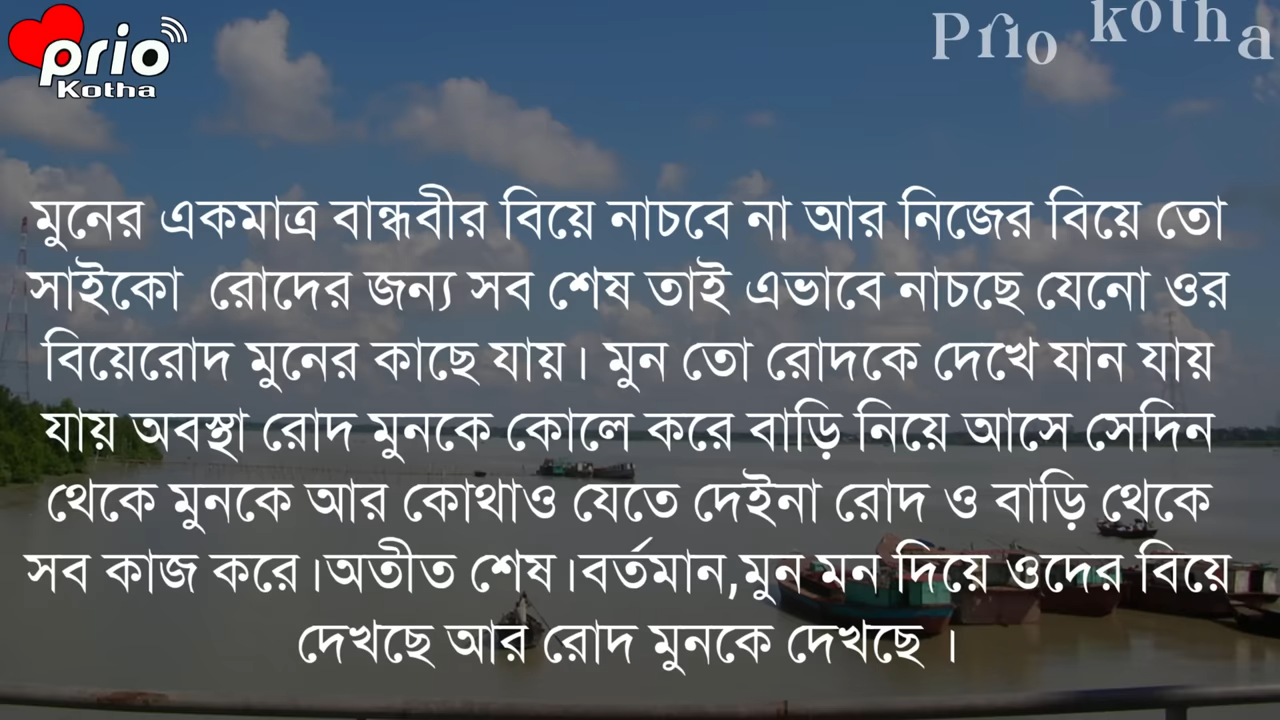 prio
Kotha
Prio kotha
মুনের একমাত্র বান্ধবীর বিয়ে নাচবে না আর নিজের বিয়ে তো
সাইকো রোদের জন্য সব শেষ তাই এভাবে নাচছে যেনো ওর
বিয়েরোদ মুনের কাছে যায়। মুন তো রোদকে দেখে যান যায়
যায় অবস্থা রোদ মুনকে কোলে করে বাড়ি নিয়ে আসে সেদিন
থেকে মুনকে আর কোথাও যেতে দেইনা রোদ ও বাড়ি থেকে
সব কাজ করে।অতীত শেষ।বর্তমান,মুন মন দিয়ে ওদের বিয়ে
দেখছে আর রোদ মুনকে দেখছে ।